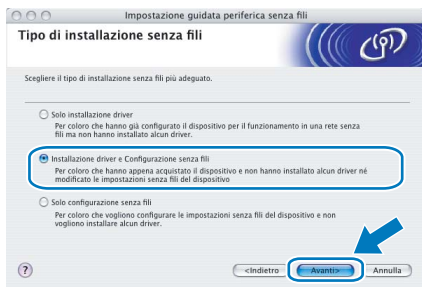 Impostazione guidata periferica senza fili
Tipo di installazione senza fili
Scegliere il tipo di installazione senza fili più adeguato.
Solo installazione driver
Per coloro che hanno già configurato il dispositivo per il funzionamento in una rete senza
fili ma non hanno installato alcun driver.
Installazione driver e Configurazione senza fili
Per coloro che hanno appena acquistato il dispositivo e non hanno installato alcun driver né
modificato le impostazioni senza fili del dispositivo
Solo configurazione senza fili
Per coloro che vogliono configurare le impostazioni senza fili del dispositivo e non
vogliono installare alcun driver.
? <Indietro Avanti> Annulla